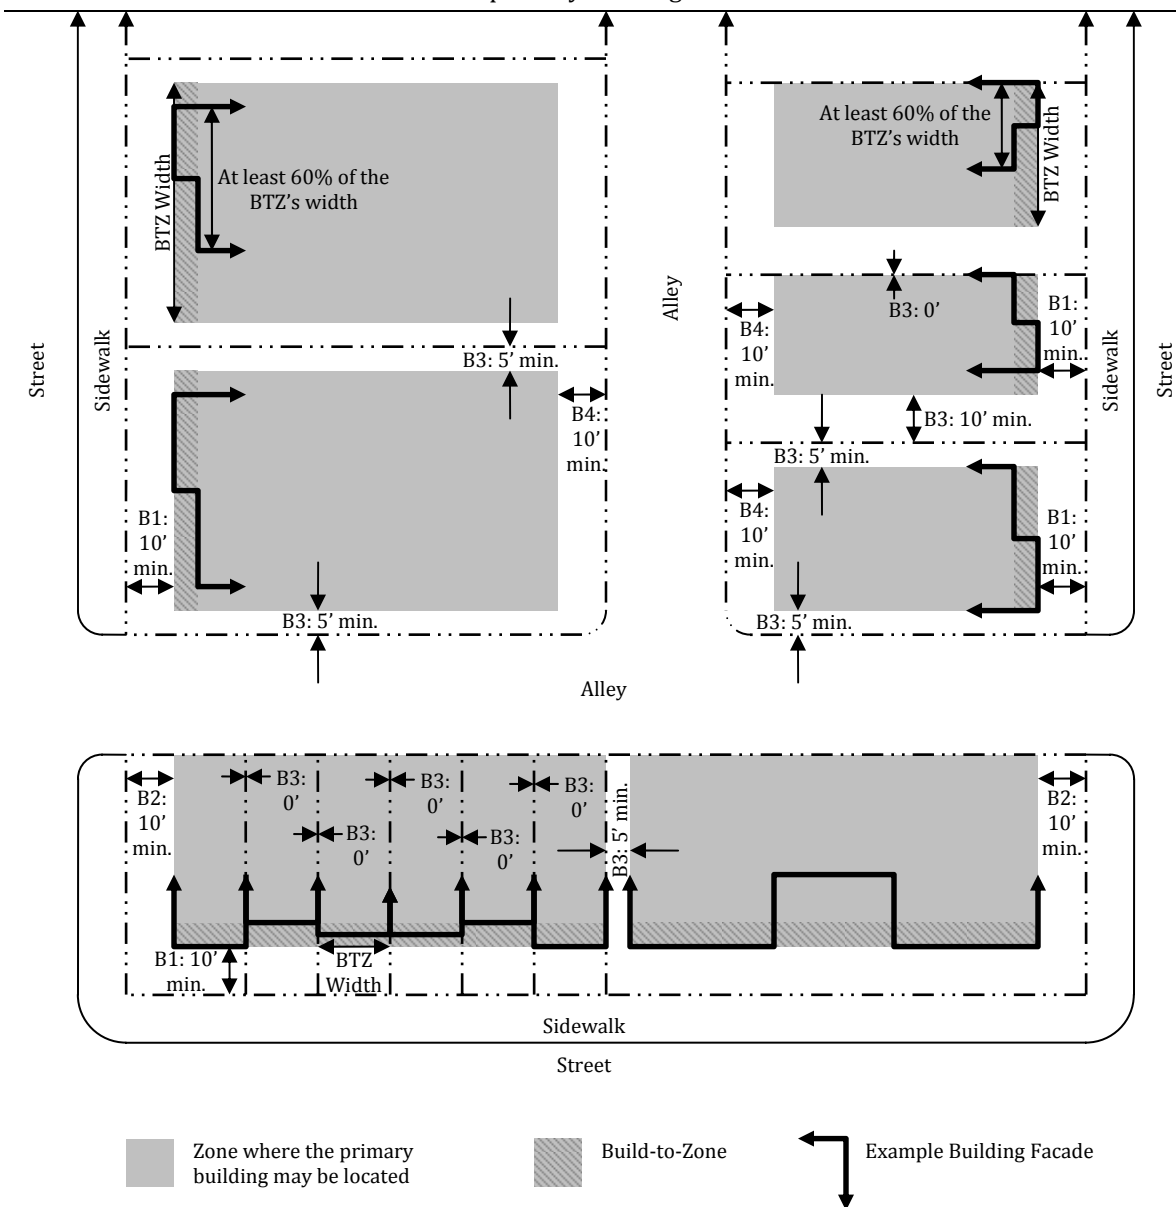 At least 60% of the
BTZ's width
BTZ Width
At least 60% of the
BTZ's width
BTZ Width
Alley
B3: 0'
B4:
10'
min.
B1:
10'
min.
Street
Sidewalk
B3: 5' min.
B4:
10'
min.
B3: 10' min.
Sidewalk
Street
B3: 5' min.
B1:
10'
min.
B4:
10'
min.
B1:
10'
min.
B3: 5' min.
B3: 5' min.
Alley
B2:
10'
min.
B3:
0'
B3:
0'
B3:
0'
B3:
0'
B3:
0'
B3: 5' min.
B2:
10'
min.
B1: 10'
min.
BTZ
Width
Sidewalk
Street
Zone where the primary
building may be located
Build-to-Zone
Example Building Facade